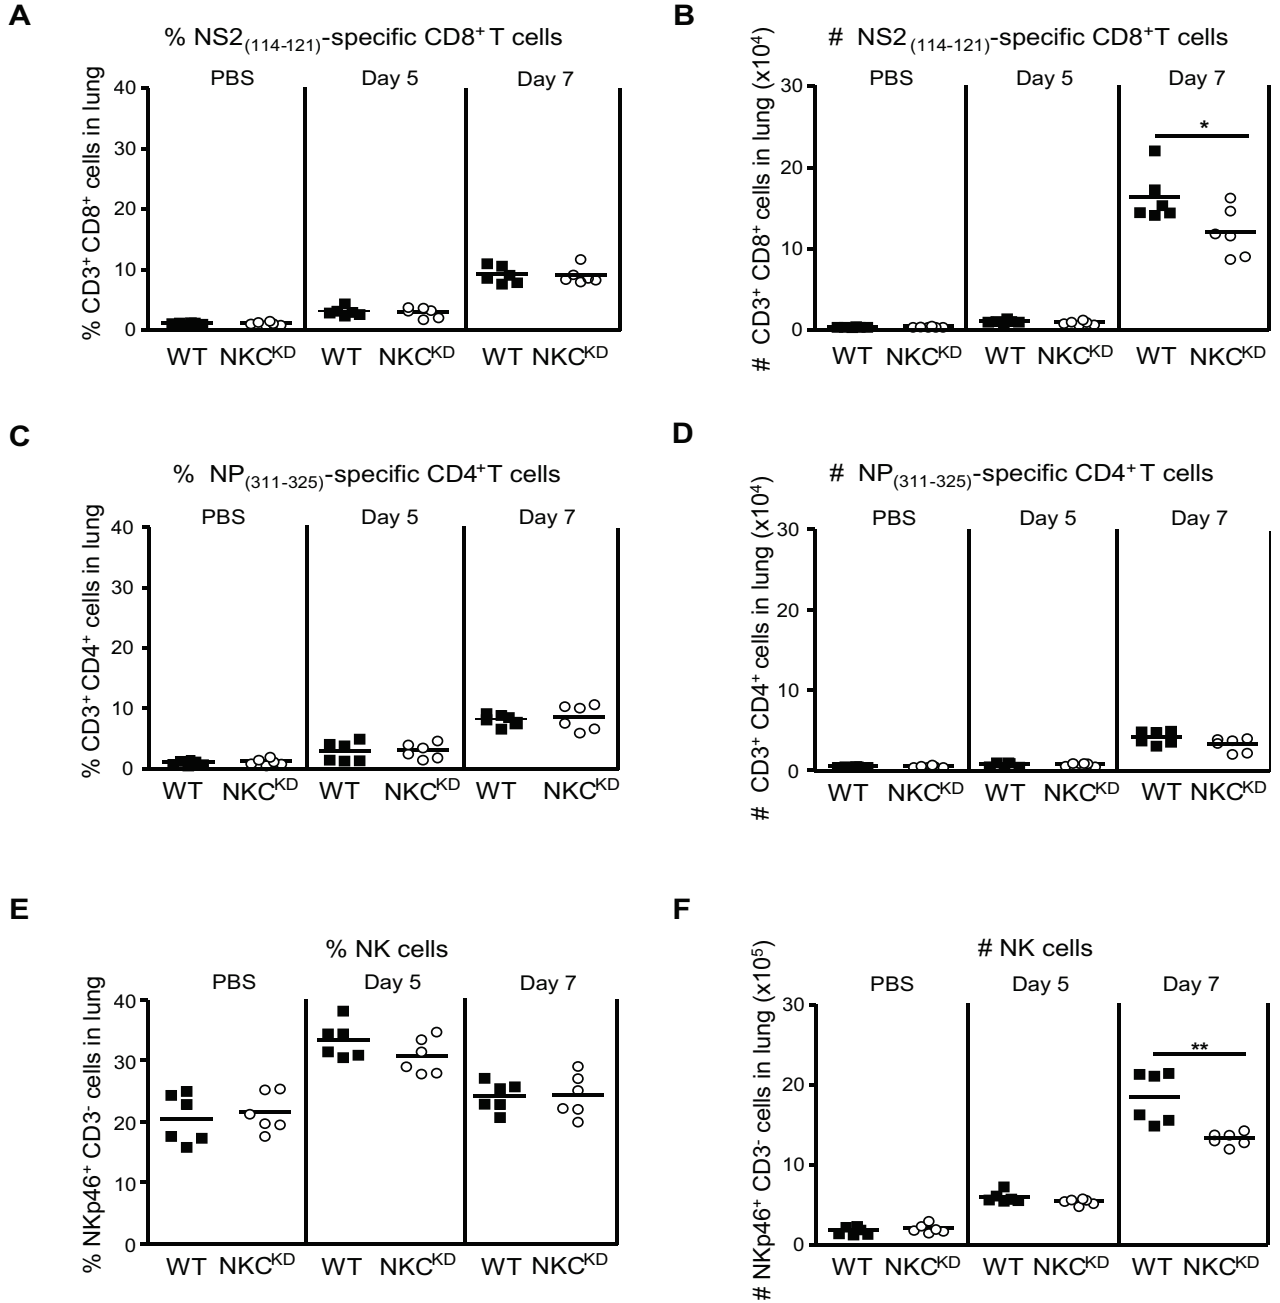 A
% NS2(114-121)-specific CD8+ T cells
PBS Day 5 Day 7
% CD3+ CD8+ cells in lung
40
30
20
10
0
WT NKCKD WT NKCKD WT NKCKD
B
# NS2(114-121)-specific CD8+T cells
PBS Day 5 Day 7
# CD3+ CD8+ cells in lung (x104)
30
20
10
0
*
WT NKCKD WT NKCKD WT NKCKD
C
% NP(311-325)-specific CD4+T cells
PBS Day 5 Day 7
% CD3+ CD4+ cells in lung
40
30
20
10
0
WT NKCKD WT NKCKD WT NKCKD
D
# NP(311-325)-specific CD4+T cells
PBS Day 5 Day 7
# CD3+ CD4+ cells in lung (x104)
30
20
10
0
WT NKCKD WT NKCKD WT NKCKD
E
% NK cells
PBS Day 5 Day 7
% NKp46+ CD3- cells in lung
40
30
20
10
0
WT NKCKD WT NKCKD WT NKCKD
F
# NK cells
PBS Day 5 Day 7
# NKp46+ CD3- cells in lung (x105)
30
20
10
0
**
WT NKCKD WT NKCKD WT NKCKD